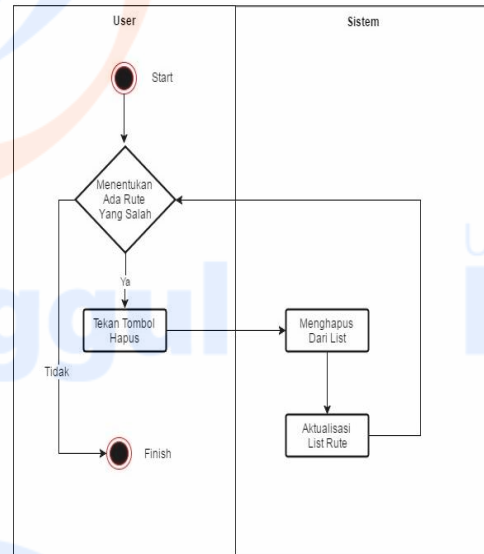 User
Sistem
Start
Menentukan
Ada Rute
Yang Salah
Ya
Tekan Tombol
Hapus
Menghapus
Dari List
Tidak
Aktualisasi
List Rute
Finish
nggul
U